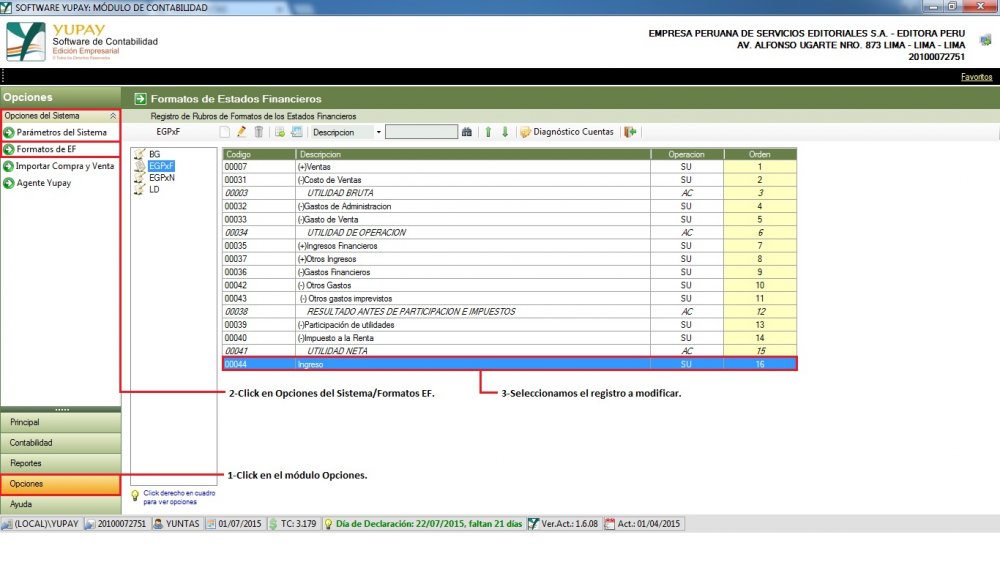 SOFTWARE YUPAY: MÓDULO DE CONTABILIDAD
YUPAY
Software de Contabilidad
Edición Empresarial
EMPRESA PERUANA DE SERVICIOS EDITORIALES S.A. - EDITORA PERU
AV. ALFONSO UGARTE NRO. 873 LIMA - LIMA - LIMA
20100072751
Favoritos
Opciones
Opciones del Sistema
Parámetros del Sistema
Formatos de EF
Importar Compra y Venta
Agente Yupay
Formatos de Estados Financieros
Registro de Rubros de Formatos de los Estados Financieros
EGPxF Descripcion Diagnóstico Cuentas
BG
EGPxF
EGPxN
LD
Codigo Descripcion Operacion Orden
00007 (+)Ventas SU 1
00031 (-)Costo de Ventas SU 2
00003 UTILIDAD BRUTA AC 3
00032 (-)Gastos de Administracion SU 4
00033 (-)Gasto de Venta SU 5
00034 UTILIDAD DE OPERACION AC 6
00035 (+)Ingresos Financieros SU 7
00037 (+)Otros Ingresos SU 8
00036 (-)Gastos Financieros SU 9
00042 (-) Otros Gastos SU 10
00043 (-) Otros gastos imprevistos SU 11
00038 RESULTADO ANTES DE PARTICIPACION E IMPUESTOS AC 12
00039 (-)Participación de utilidades SU 13
00040 (-)Impuesto a la Renta SU 14
00041 UTILIDAD NETA AC 15
00044 Ingreso SU 16
2-Click en Opciones del Sistema/Formatos EF.
3-Seleccionamos el registro a modificar.
Principal
Contabilidad
Reportes
Opciones
Ayuda
1-Click en el módulo Opciones.
Click derecho en cuadro
para ver opciones
(LOCAL)\YUPAY 20100072751 YUNTAS 01/07/2015 TC: 3.179 Día de Declaración: 22/07/2015, faltan 21 días Ver.Act.: 1.6.08 Act.: 01/04/2015